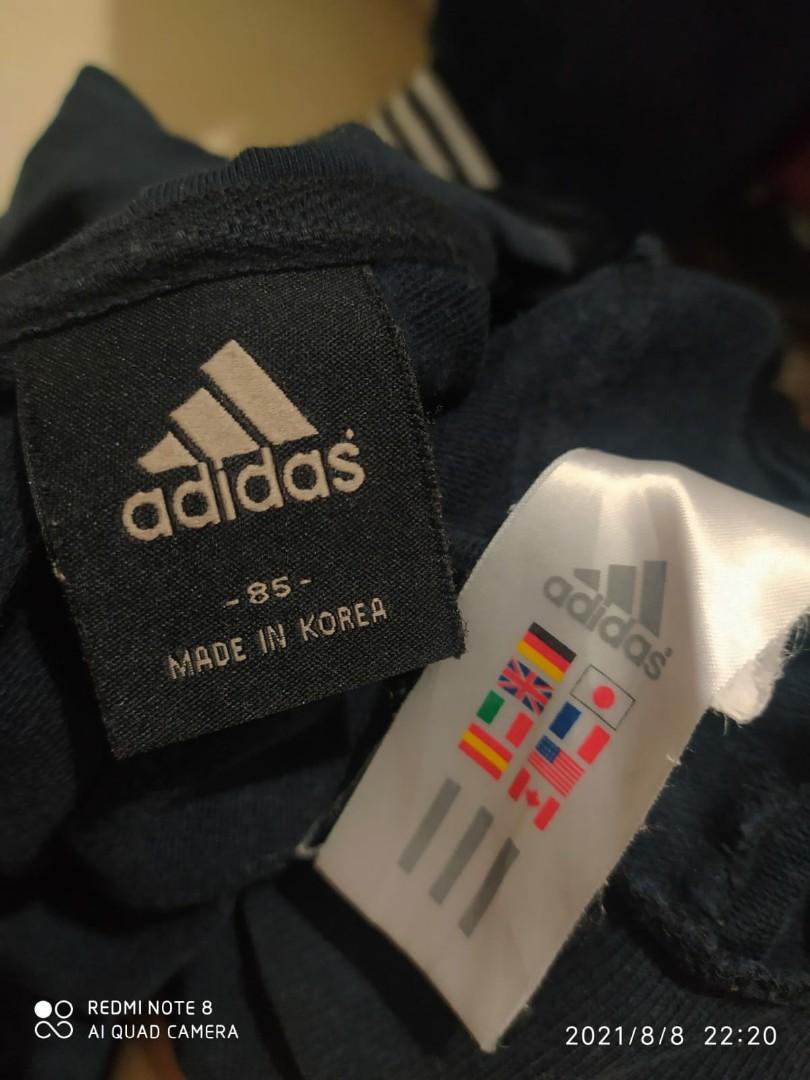 adidas
-85-
MADE IN KOREA
adidas
REDMI NOTE 8
AI QUAD CAMERA
2021/8/8 22:20